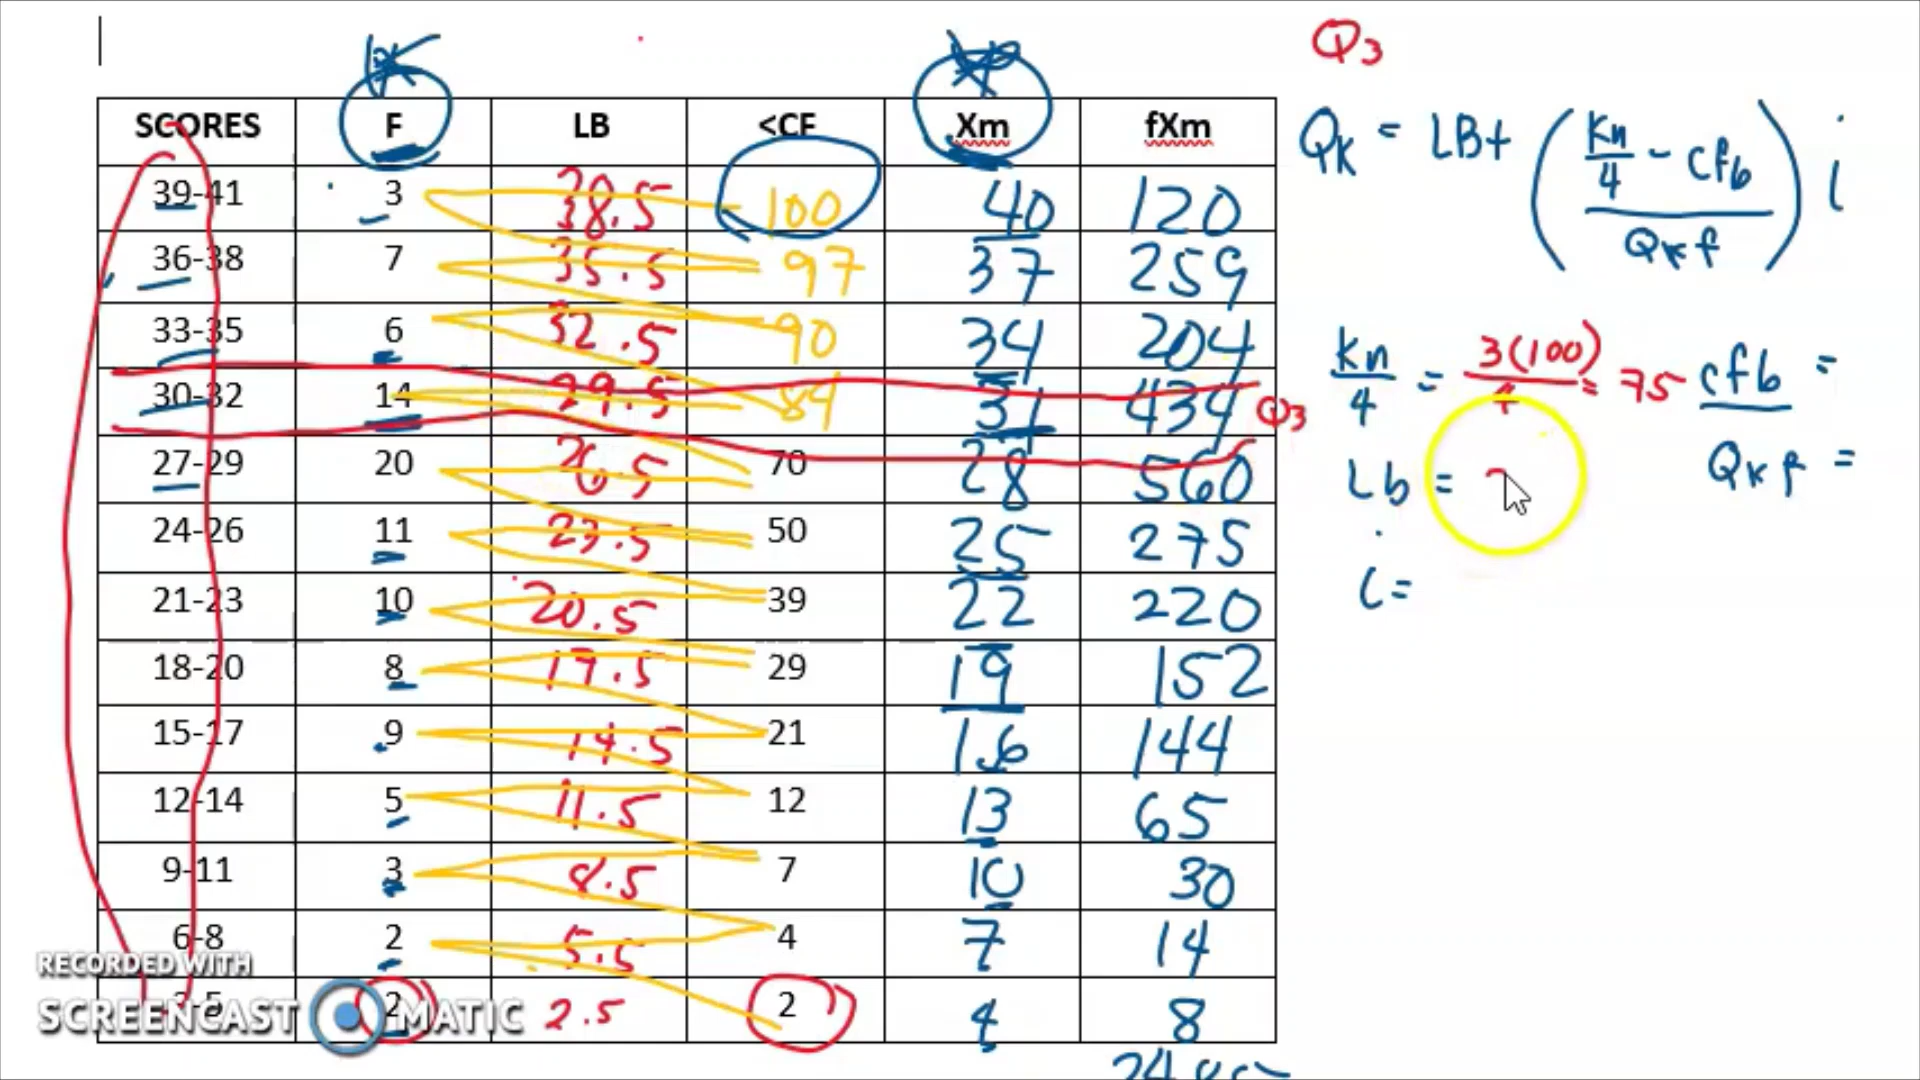 Q3
SCORES F LB <CF Xm fXm
QK = LB+ (Kn/4 - cfb / QKf) i
39-41 3 38.5 100 40 120
36-38 7 35.5 97 37 259
33-35 6 32.5 90 34 204
kn/4 = 3(100)/4 = 75 cfb =
30-32 14 29.5 84 31 434 Q3
27-29 20 26.5 70 28 560
Lb = QKf =
24-26 11 23.5 50 25 275
i =
21-23 10 20.5 39 22 220
18-20 8 17.5 29 19 152
15-17 9 14.5 21 16 144
12-14 5 11.5 12 13 65
9-11 3 8.5 7 10 30
6-8 2 5.5 4 7 14
RECORDED WITH
-5 2 2.5 2 4 8
SCREENCAST MATIC